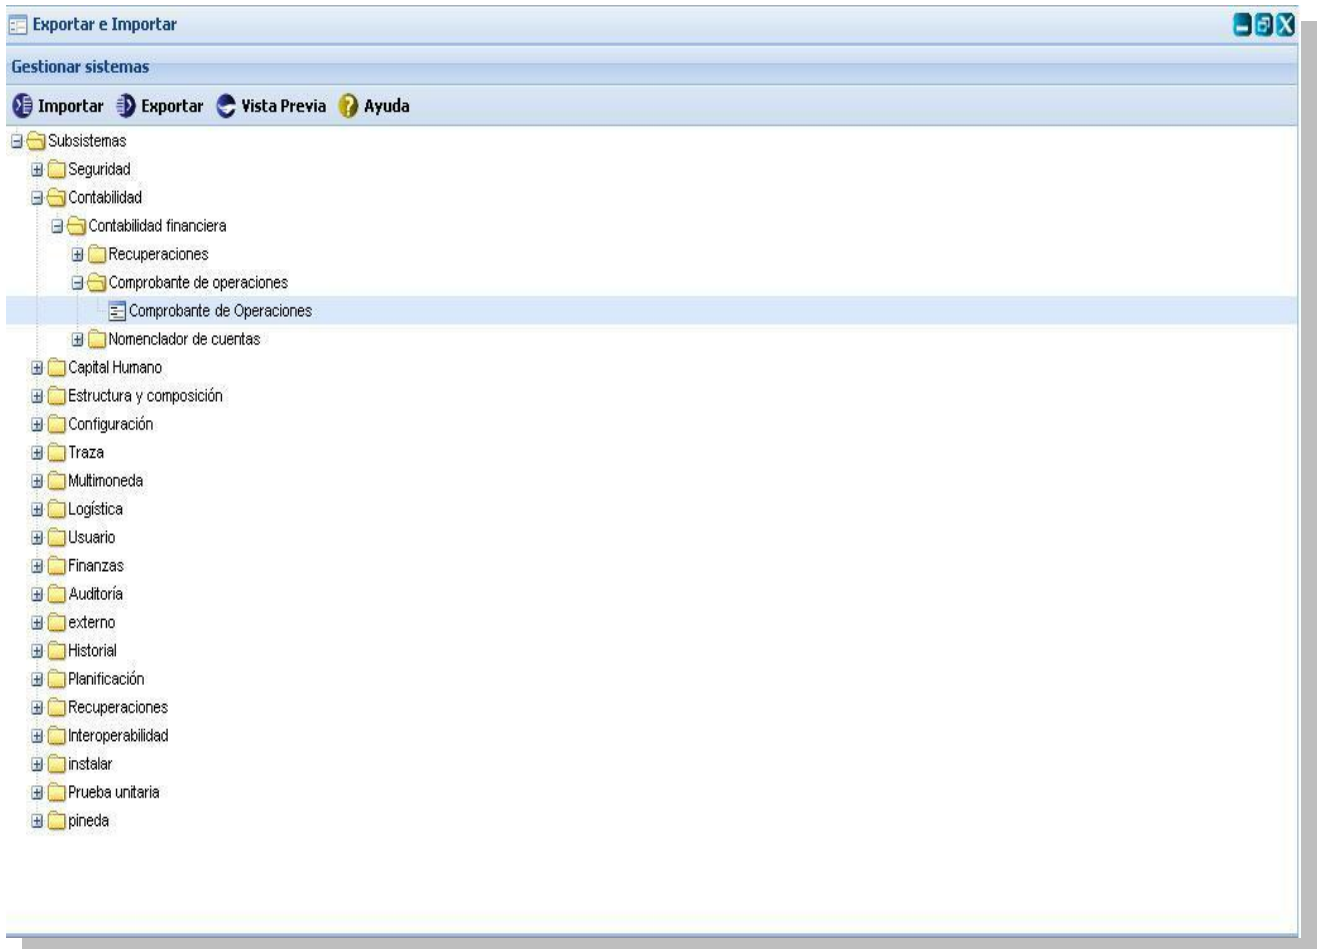 Exportar e Importar
Gestionar sistemas
Importar Exportar Vista Previa Ayuda
Subsistemas
Seguridad
Contabilidad
Contabilidad financiera
Recuperaciones
Comprobante de operaciones
Comprobante de Operaciones
Nomenclador de cuentas
Capital Humano
Estructura y composición
Configuración
Traza
Multimoneda
Logística
Usuario
Finanzas
Auditoría
externo
Historial
Planificación
Recuperaciones
Interoperabilidad
instalar
Prueba unitaria
pineda